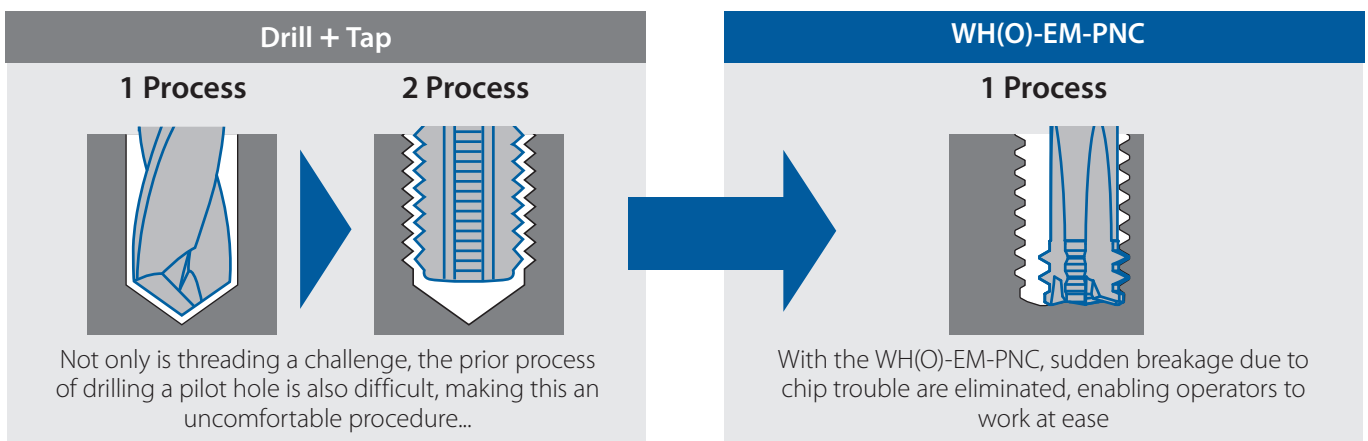 Drill + Tap
1 Process
2 Process
Not only is threading a challenge, the prior process
of drilling a pilot hole is also difficult, making this an
uncomfortable procedure...
WH(O)-EM-PNC
1 Process
With the WH(O)-EM-PNC, sudden breakage due to
chip trouble are eliminated, enabling operators to
work at ease